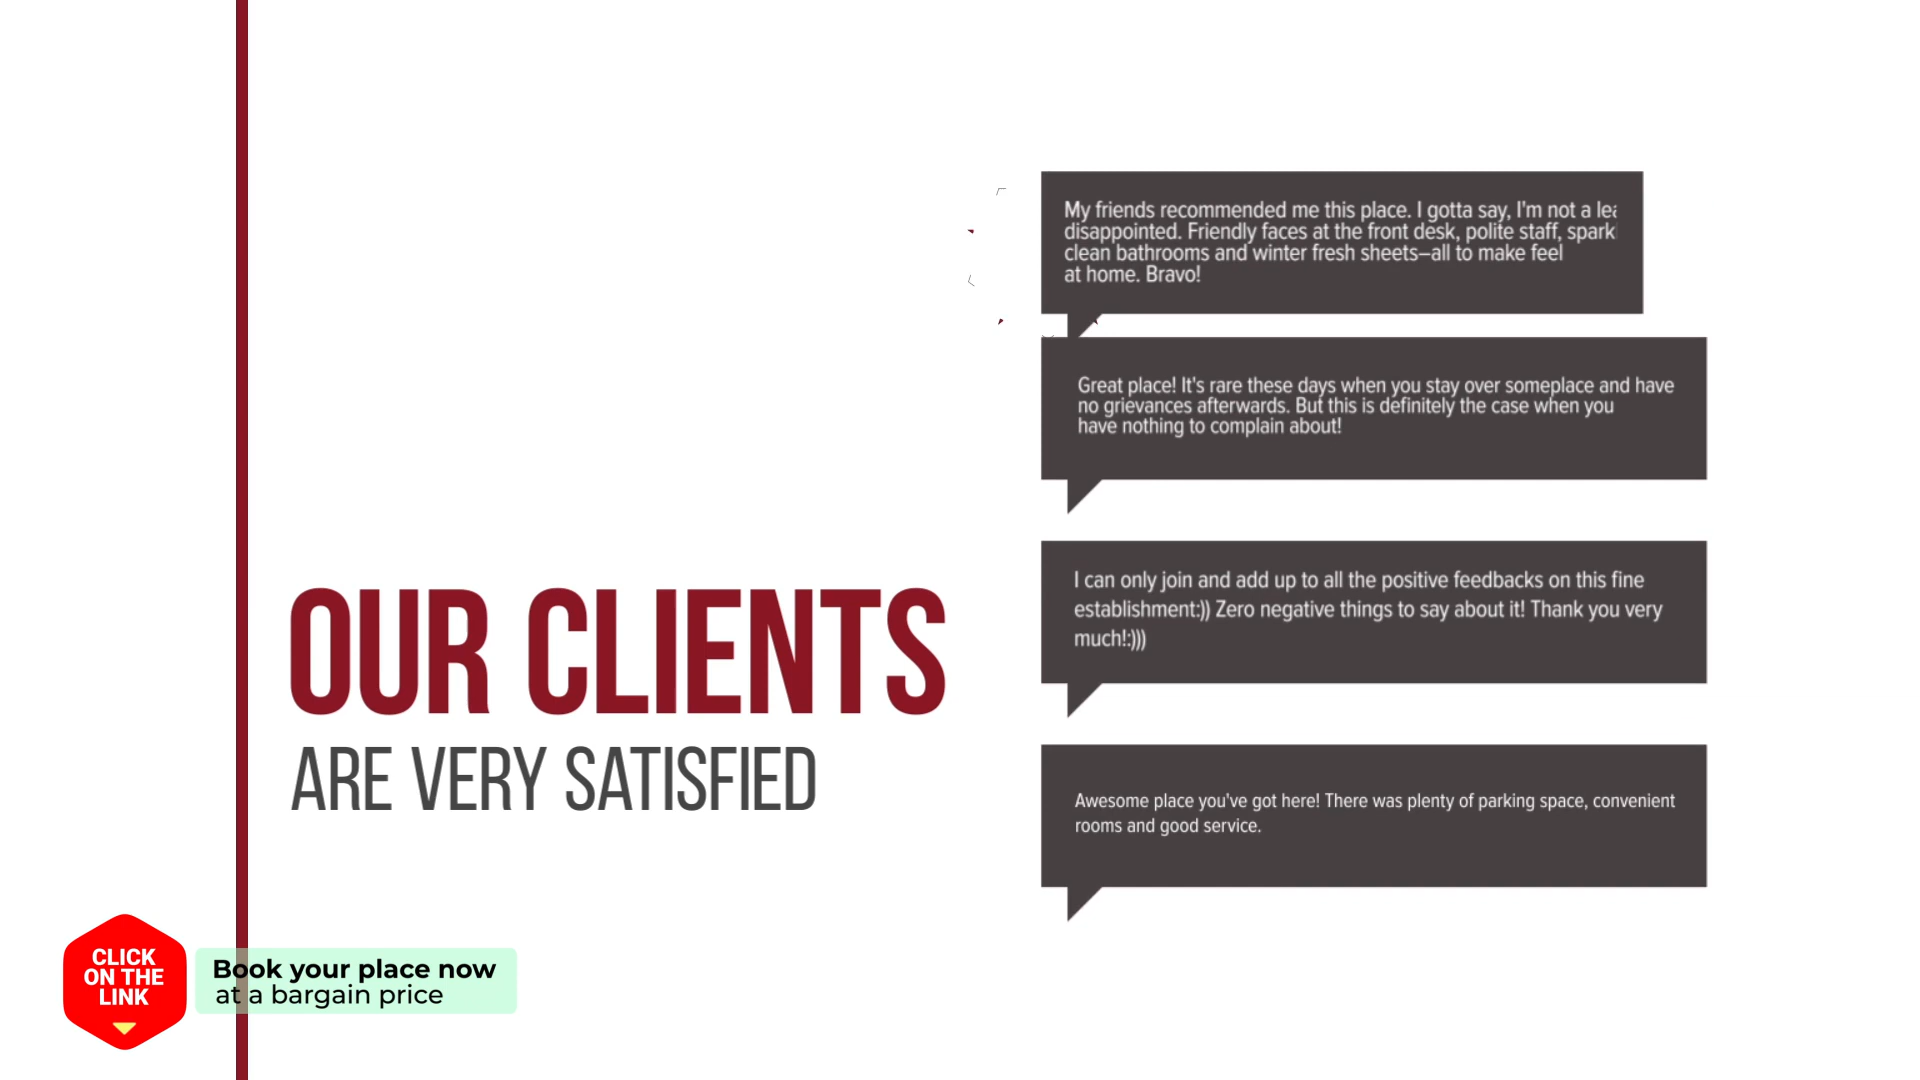 My friends recommended me this place. I gotta say, I'm not a
disappointed. Friendly faces at the front desk, polite staff,
clean bathrooms and winter fresh sheets–all to make feel
at home. Bravo!
Great place! It's rare these days when you stay over someplace and have
no grievances afterwards. But this is definitely the case when you
have nothing to complain about!
I can only join and add up to all the positive feedbacks on this fine
establishment:)) Zero negative things to say about it! Thank you very
much!:)))
Awesome place you've got here! There was plenty of parking space, convenient
rooms and good service.
OUR CLIENTS
ARE VERY SATISFIED
CLICK
ON THE
LINK
Book your place now
at a bargain price